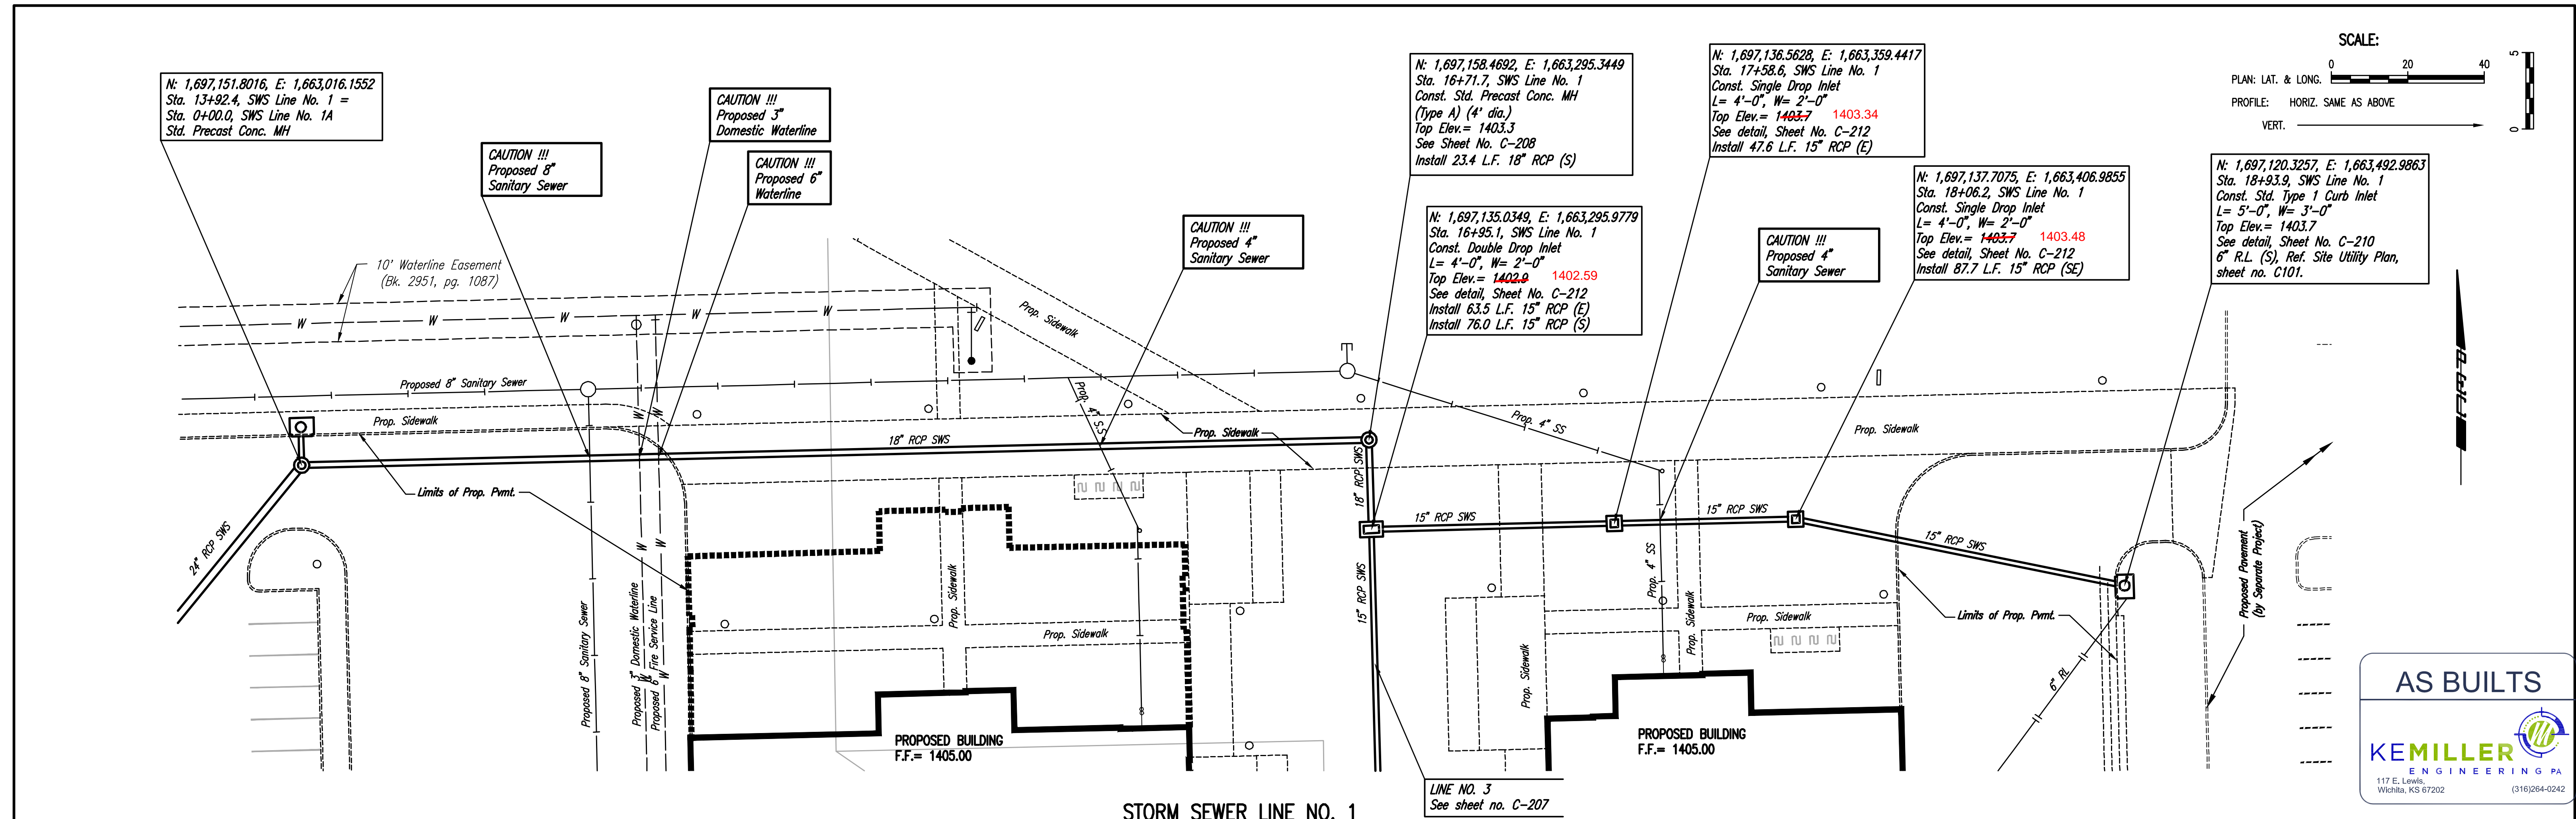 N: 1,697,151.8016, E: 1,663,016.1552
Sta. 13+92.4, SWS Line No. 1 =
Sta. 0+00.0, SWS Line No. 1A
Std. Precast Conc. MH
CAUTION !!!
Proposed 8"
Sanitary Sewer
CAUTION !!!
Proposed 3"
Domestic Waterline
CAUTION !!!
Proposed 6"
Waterline
CAUTION !!!
Proposed 4"
Sanitary Sewer
N: 1,697,158.4692, E: 1,663,295.3449
Sta. 16+71.7, SWS Line No. 1
Const. Std. Precast Conc. MH
(Type A) (4' dia.)
Top Elev.= 1403.3
See Sheet No. C-208
Install 23.4 L.F. 18" RCP (S)
N: 1,697,135.0349, E: 1,663,295.9779
Sta. 16+95.1, SWS Line No. 1
Const. Double Drop Inlet
L= 4'-0", W= 2'-0"
Top Elev.= 1402.9 1402.59
See detail, Sheet No. C-212
Install 63.5 L.F. 15" RCP (E)
Install 76.0 L.F. 15" RCP (S)
N: 1,697,136.5628, E: 1,663,359.4417
Sta. 17+58.6, SWS Line No. 1
Const. Single Drop Inlet
L= 4'-0", W= 2'-0"
Top Elev.= 1403.7 1403.34
See detail, Sheet No. C-212
Install 47.6 L.F. 15" RCP (E)
CAUTION !!!
Proposed 4"
Sanitary Sewer
N: 1,697,137.7075, E: 1,663,406.9855
Sta. 18+06.2, SWS Line No. 1
Const. Single Drop Inlet
L= 4'-0", W= 2'-0"
Top Elev.= 1403.7 1403.48
See detail, Sheet No. C-212
Install 87.7 L.F. 15" RCP (SE)
N: 1,697,120.3257, E: 1,663,492.9863
Sta. 18+93.9, SWS Line No. 1
Const. Std. Type 1 Curb Inlet
L= 5'-0", W= 3'-0"
Top Elev.= 1403.7
See detail, Sheet No. C-210
6" R.L. (S), Ref. Site Utility Plan,
sheet no. C101.
SCALE:
PLAN: LAT. & LONG.
0 20 40
PROFILE: HORIZ. SAME AS ABOVE
VERT.
0 5
10' Waterline Easement
(Bk. 2951, pg. 1087)
W W W W W
Proposed 8" Sanitary Sewer
Prop. Sidewalk
Prop. Sidewalk
Prop. 4" S.S
Prop. Sidewalk
Prop. 4" SS
Prop. Sidewalk
18" RCP SWS
18" RCP SWS
15" RCP SWS
15" RCP SWS
15" RCP SWS
24" RCP SWS
15" RCP SWS
Limits of Prop. Pvmt.
Limits of Prop. Pvmt.
W W
W W
W W
Proposed 8" Sanitary Sewer
Proposed 3" Domestic Waterline
Proposed 6" Fire Service Line
Prop. Sidewalk
Prop. Sidewalk
Prop. Sidewalk
Prop. 4" SS
Prop. Sidewalk
Prop. Sidewalk
6" RL
Proposed Pavement
(by Separate Project)
PROPOSED BUILDING
F.F.= 1405.00
PROPOSED BUILDING
F.F.= 1405.00
LINE NO. 3
See sheet no. C-207
STORM SEWER LINE NO. 1
AS BUILTS
KEMILLER
ENGINEERING PA
117 E. Lewis,
Wichita, KS 67202
(316)264-0242